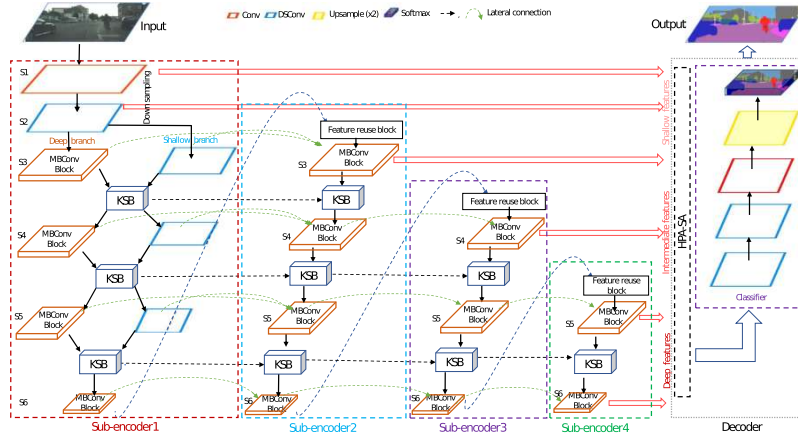 Input
Conv
DSConv
Upsample (x2)
Softmax
Lateral connection
Output
S1
Down sampling
S2
Deep branch
Shallow branch
S3
MBConv
Block
KSB
S4
MBConv
Block
KSB
S5
MBConv
Block
KSB
S6
MBConv
Block
Sub-encoder1
Feature reuse block
S3
MBConv
Block
KSB
S4
MBConv
Block
KSB
S5
MBConv
Block
KSB
S6
MBConv
Block
Sub-encoder2
Feature reuse block
S4
MBConv
Block
KSB
S5
MBConv
Block
KSB
S6
MBConv
Block
Sub-encoder3
Feature reuse
block
S5
MBConv
Block
KSB
S6
MBConv
Block
Sub-encoder4
Shallow features
Intermediate features
Deep features
HPA-SA
Classifier
Decoder